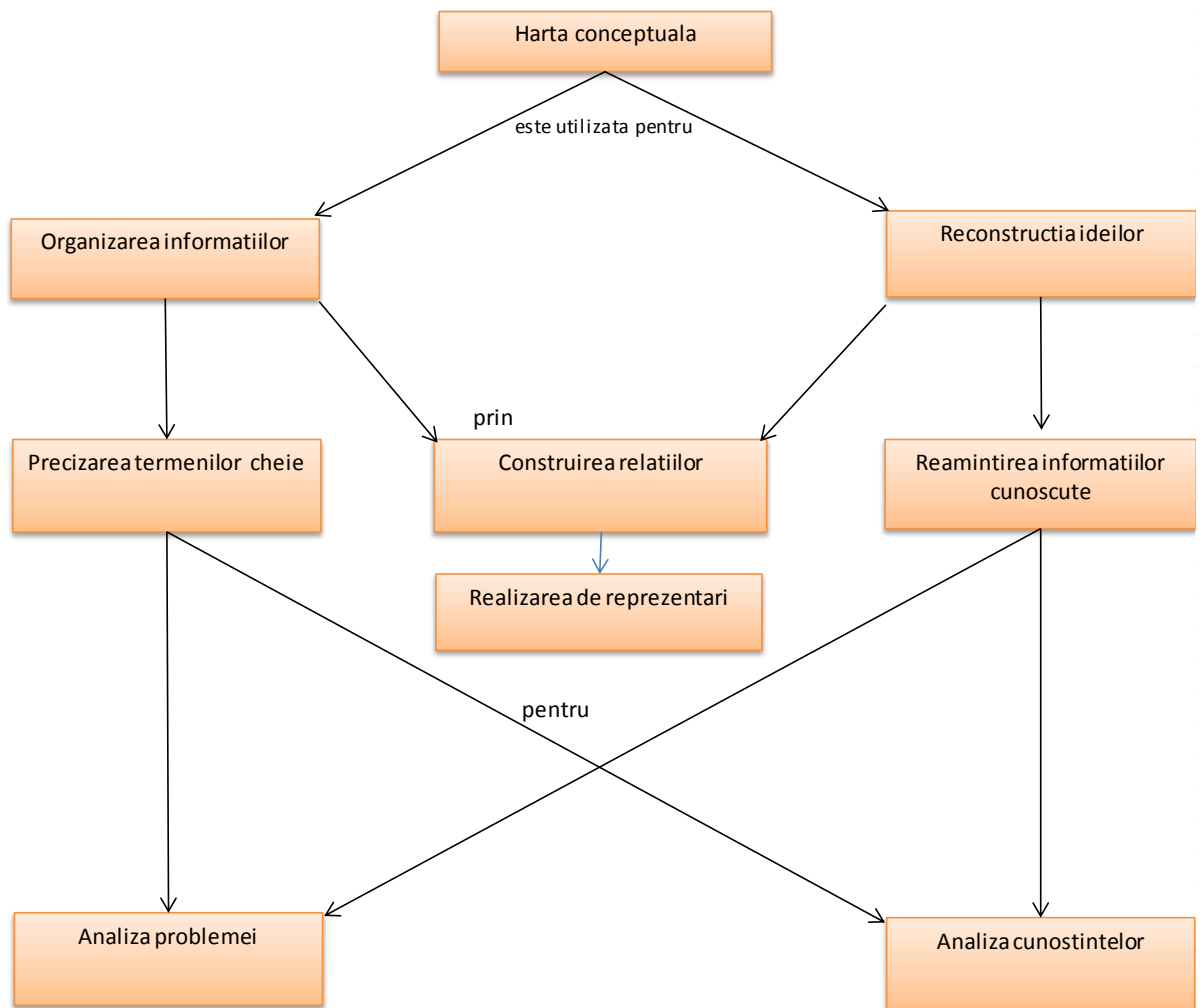 Harta conceptuala
este utilizata pentru
Organizarea informatiilor
Reconstructia ideilor
prin
Precizarea termenilor cheie
Construirea relatiilor
Reamintirea informatiilor
cunoscute
Realizarea de reprezentari
pentru
Analiza problemei
Analiza cunostintelor